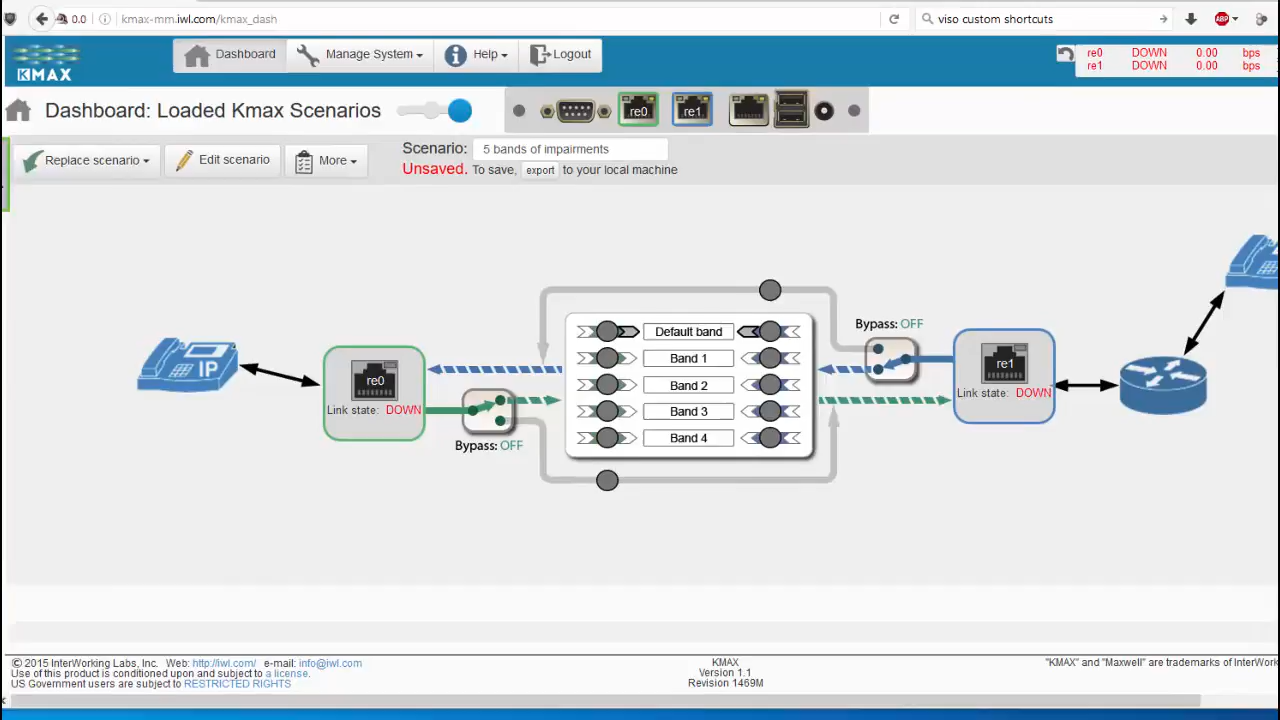 0.0 kmax-mm.iwl.com/kmax_dash viso custom shortcuts ABP
KMAX Dashboard Manage System Help Logout
re0 DOWN 0.00 bps
re1 DOWN 0.00 bps
Dashboard: Loaded Kmax Scenarios re0 re1
Replace scenario Edit scenario More
Scenario: 5 bands of impairments
Unsaved. To save, export to your local machine
Bypass: OFF
Default band
Band 1
Band 2
Band 3
Band 4
IP
re0
Link state: DOWN
re1
Link state: DOWN
Bypass: OFF
© 2015 InterWorking Labs, Inc. Web: http://iwl.com/ e-mail: info@iwl.com
Use of this product is conditioned upon and subject to a license.
US Government users are subject to RESTRICTED RIGHTS
KMAX
Version 1.1
Revision 1469M
"KMAX" and "Maxwell" are trademarks of InterWork